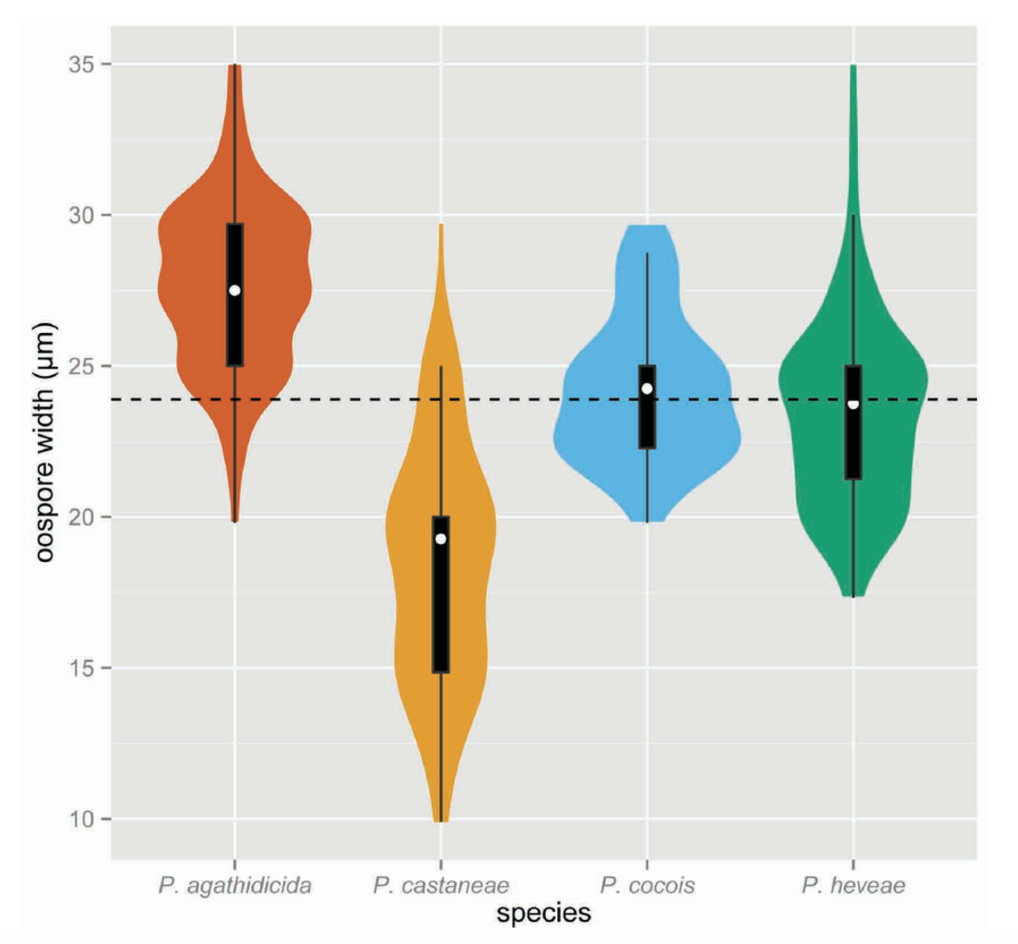 35
30
25
20
15
10
oospore width (µm)
P. agathidicida P. castaneae P. cocois P. heveae
species